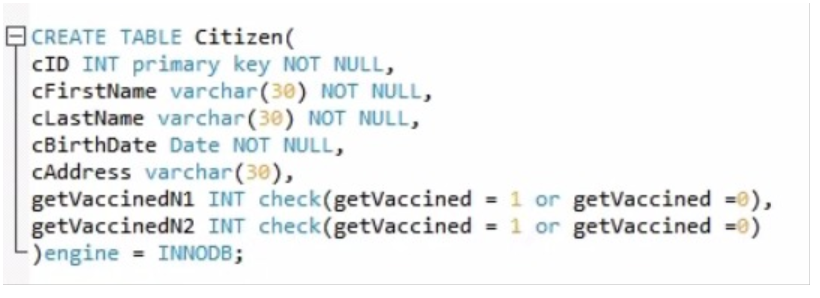 CREATE TABLE Citizen(
cID INT primary key NOT NULL,
cFirstName varchar(30) NOT NULL,
cLastName varchar(30) NOT NULL,
cBirthDate Date NOT NULL,
cAddress varchar(30),
getVaccinedN1 INT check(getVaccined = 1 or getVaccined =0),
getVaccinedN2 INT check(getVaccined = 1 or getVaccined =0)
)engine = INNODB;